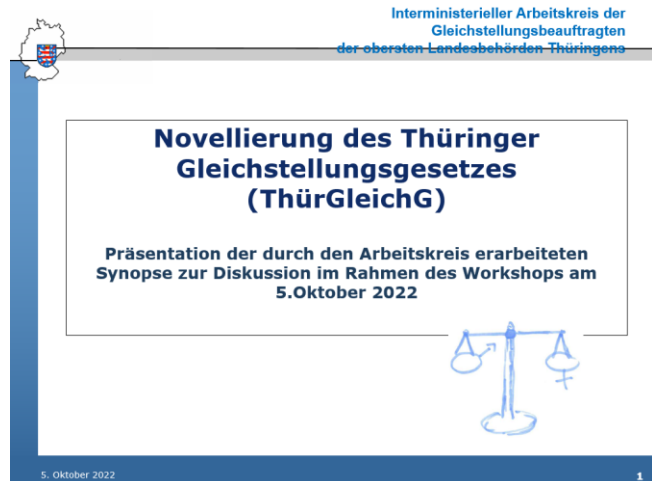 Interministerieller Arbeitskreis der
Gleichstellungsbeauftragten
der obersten Landesbehörden Thüringens
Novellierung des Thüringer
Gleichstellungsgesetzes
(ThürGleichG)
Präsentation der durch den Arbeitskreis erarbeiteten
Synopse zur Diskussion im Rahmen des Workshops am
5.Oktober 2022
5. Oktober 2022
1